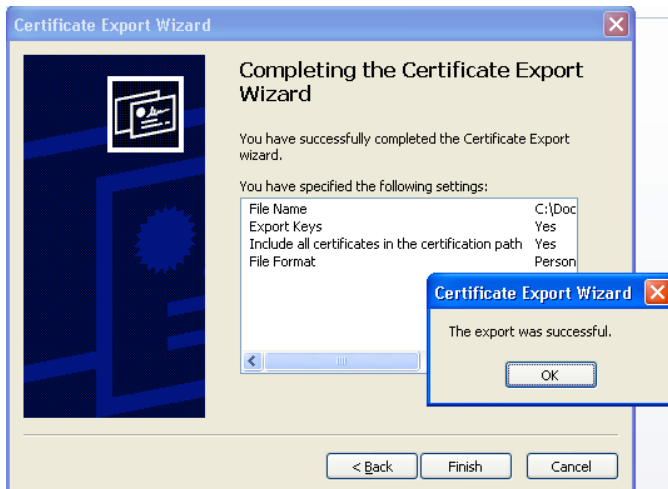 Certificate Export Wizard
Completing the Certificate Export
Wizard
You have successfully completed the Certificate Export
wizard.
You have specified the following settings:
File Name C:\Doc
Export Keys Yes
Include all certificates in the certification path Yes
File Format Person
Certificate Export Wizard
The export was successful.
OK
< Back Finish Cancel